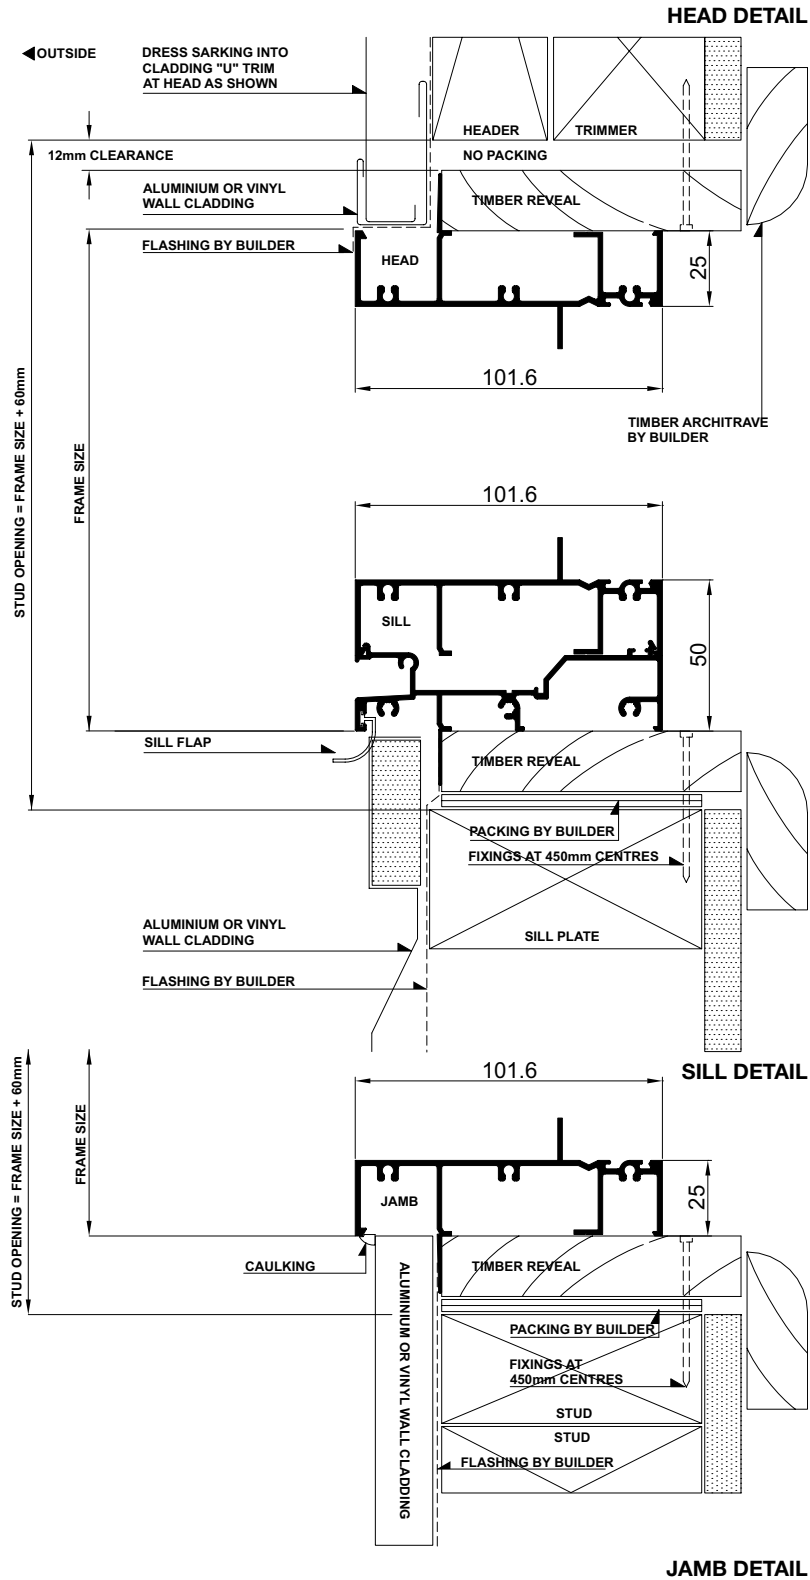 HEAD DETAIL
OUTSIDE
DRESS SARKING INTO
CLADDING "U" TRIM
AT HEAD AS SHOWN
HEADER
TRIMMER
12mm CLEARANCE
NO PACKING
ALUMINIUM OR VINYL
WALL CLADDING
TIMBER REVEAL
FLASHING BY BUILDER
HEAD
25
101.6
TIMBER ARCHITRAVE
BY BUILDER
STUD OPENING = FRAME SIZE + 60mm
FRAME SIZE
101.6
SILL
50
SILL FLAP
TIMBER REVEAL
PACKING BY BUILDER
FIXINGS AT 450mm CENTRES
ALUMINIUM OR VINYL
WALL CLADDING
SILL PLATE
FLASHING BY BUILDER
SILL DETAIL
101.6
STUD OPENING = FRAME SIZE + 60mm
FRAME SIZE
JAMB
25
CAULKING
TIMBER REVEAL
ALUMINIUM OR VINYL WALL CLADDING
PACKING BY BUILDER
FIXINGS AT
450mm CENTRES
STUD
STUD
FLASHING BY BUILDER
JAMB DETAIL